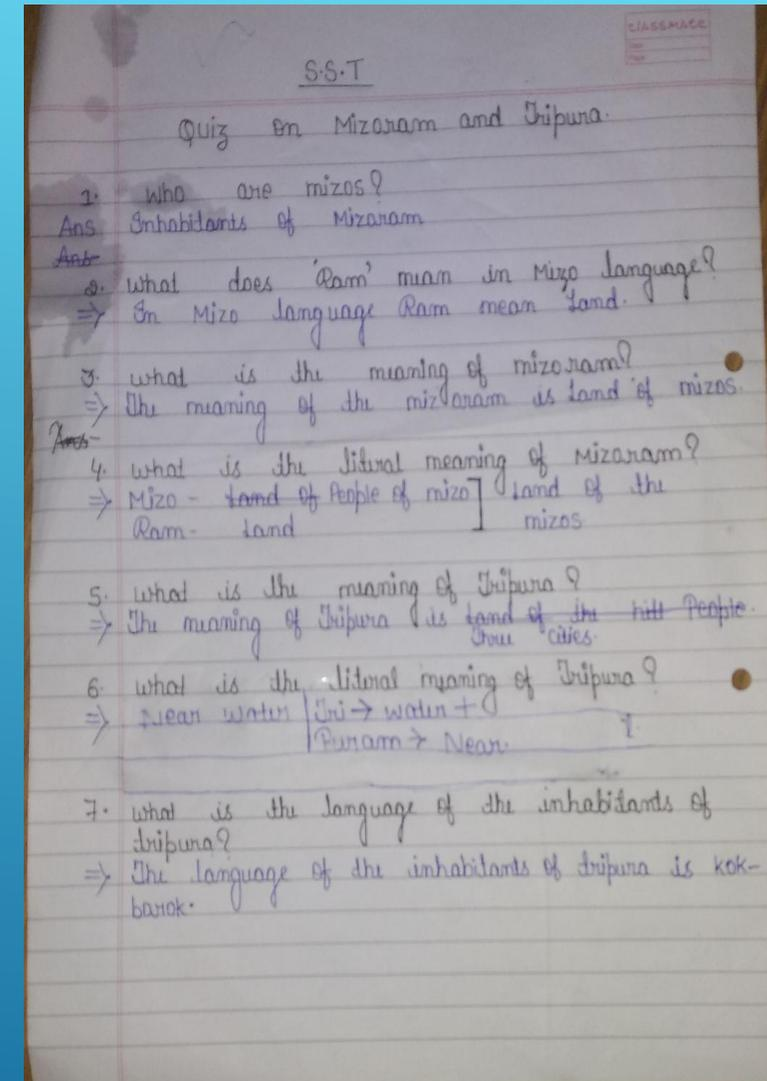 CLASSMATE
S.S.T
Quiz on Mizoram and Tripura.
1. Who are mizos?
Ans Inhabitants of Mizoram
Ans
2. What does 'Ram' mean in Mizo language?
⇒ In Mizo language Ram mean Land.
3. what is the meaning of mizoram?
⇒ The meaning of the mizoram is Land of mizos.
Ans-
4. what is the litiral meaning of Mizoram?
⇒ Mizo - Land of People of mizo ] Land of the
Ram - Land mizos
5. what is the meaning of Tripura?
⇒ The meaning of Tripura is Land of the hill People.
Three cities.
6. what is the literal meaning of Tripura?
⇒ Near water | Tri → water +
Puram → Near.
7. what is the language of the inhabitants of
tripura?
⇒ The language of the inhabitants of tripura is kok-
barok.